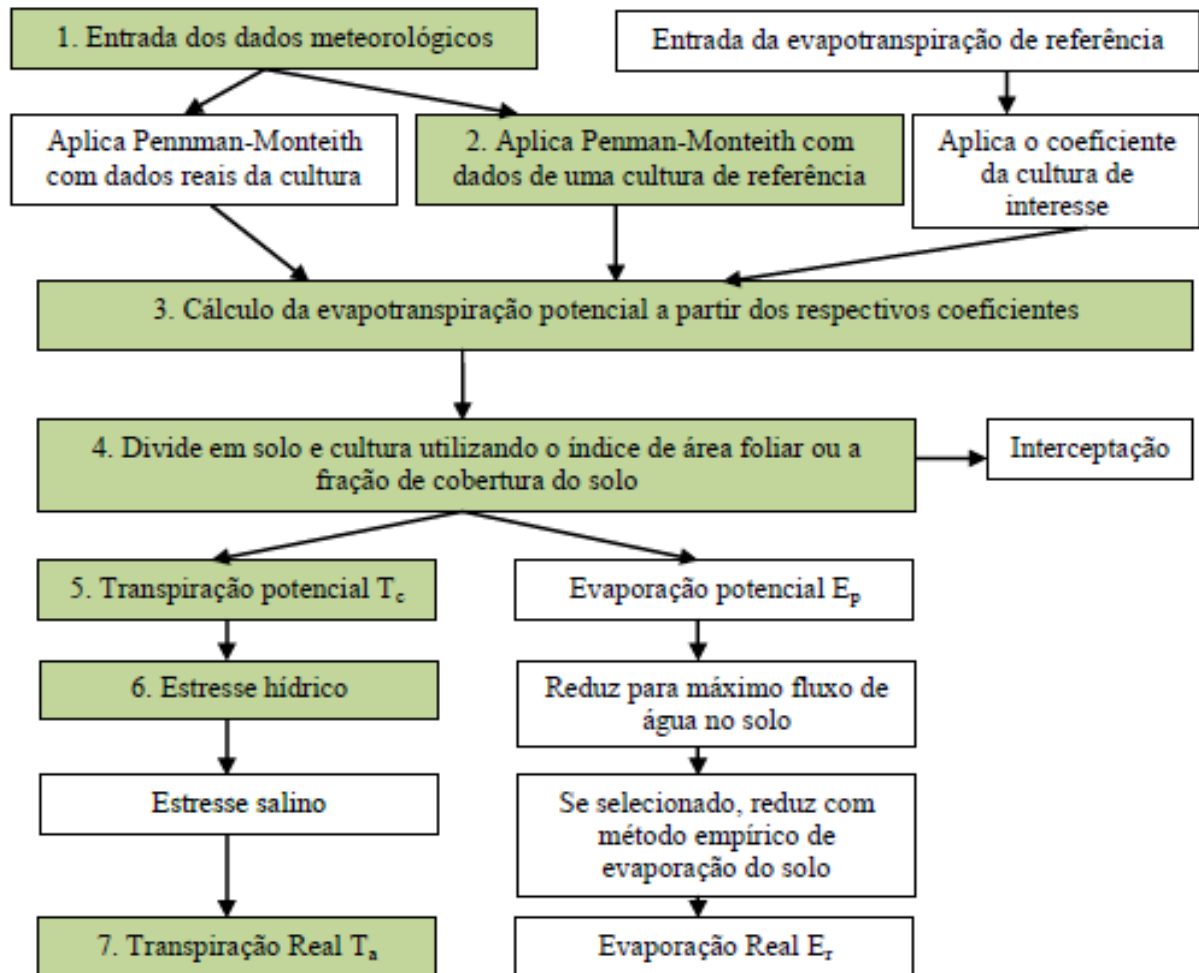 1. Entrada dos dados meteorológicos
Entrada da evapotranspiração de referência
Aplica Pennman-Monteith
com dados reais da cultura
2. Aplica Penman-Monteith com
dados de uma cultura de referência
Aplica o coeficiente
da cultura de
interesse
3. Cálculo da evapotranspiração potencial a partir dos respectivos coeficientes
4. Divide em solo e cultura utilizando o índice de área foliar ou a
fração de cobertura do solo
Interceptação
5. Transpiração potencial Tc
Evaporação potencial Ep
6. Estresse hídrico
Reduz para máximo fluxo de
água no solo
Estresse salino
Se selecionado, reduz com
método empírico de
evaporação do solo
7. Transpiração Real Ta
Evaporação Real Er